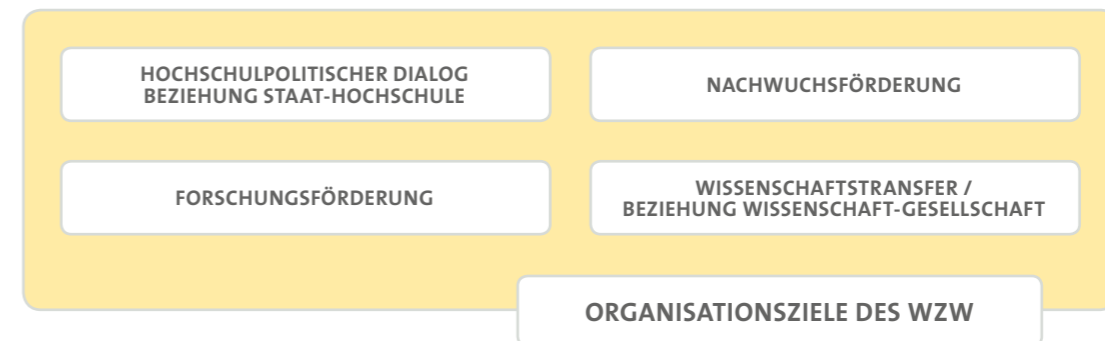 HOCHSCHULPOLITISCHER DIALOG
BEZIEHUNG STAAT-HOCHSCHULE
NACHWUCHSFÖRDERUNG
FORSCHUNGSFÖRDERUNG
WISSENSCHAFTSTRANSFER /
BEZIEHUNG WISSENSCHAFT-GESELLSCHAFT
ORGANISATIONSZIELE DES WZW